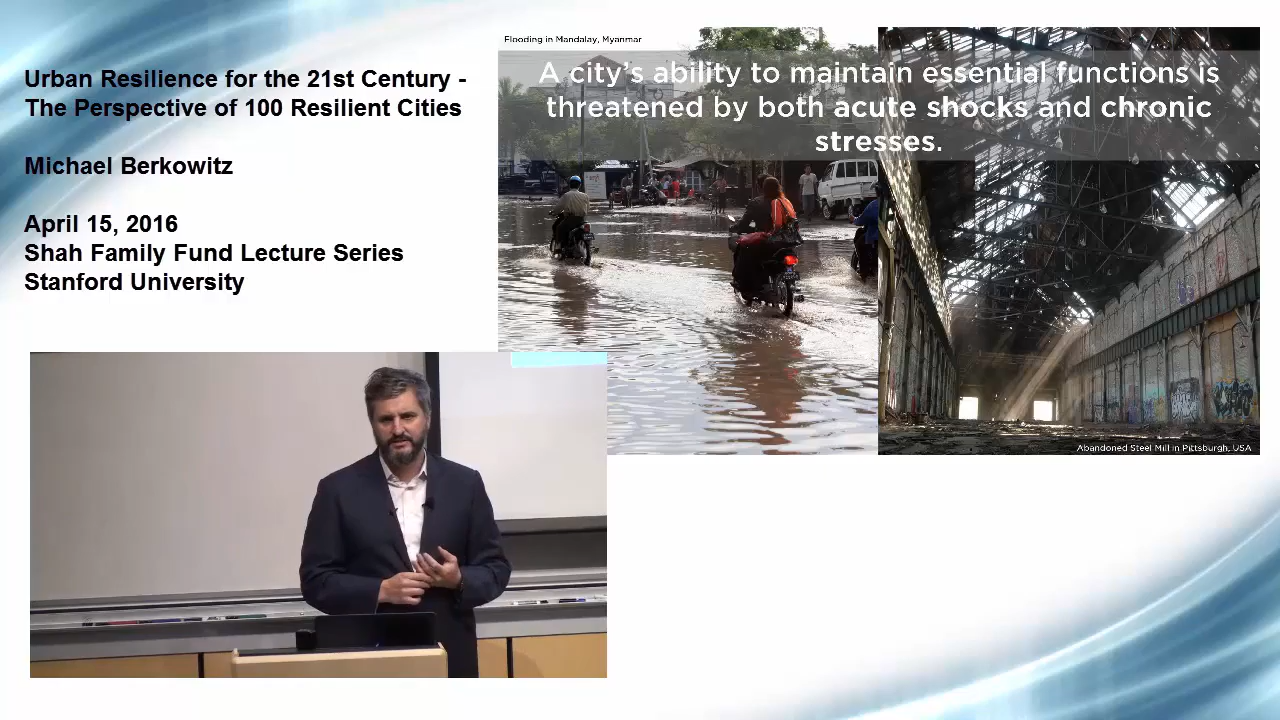 Urban Resilience for the 21st Century -
The Perspective of 100 Resilient Cities
Michael Berkowitz
April 15, 2016
Shah Family Fund Lecture Series
Stanford University
Flooding in Mandalay, Myanmar
A city's ability to maintain essential functions is
threatened by both acute shocks and chronic
stresses.
Abandoned Steel Mill in Pittsburgh, USA